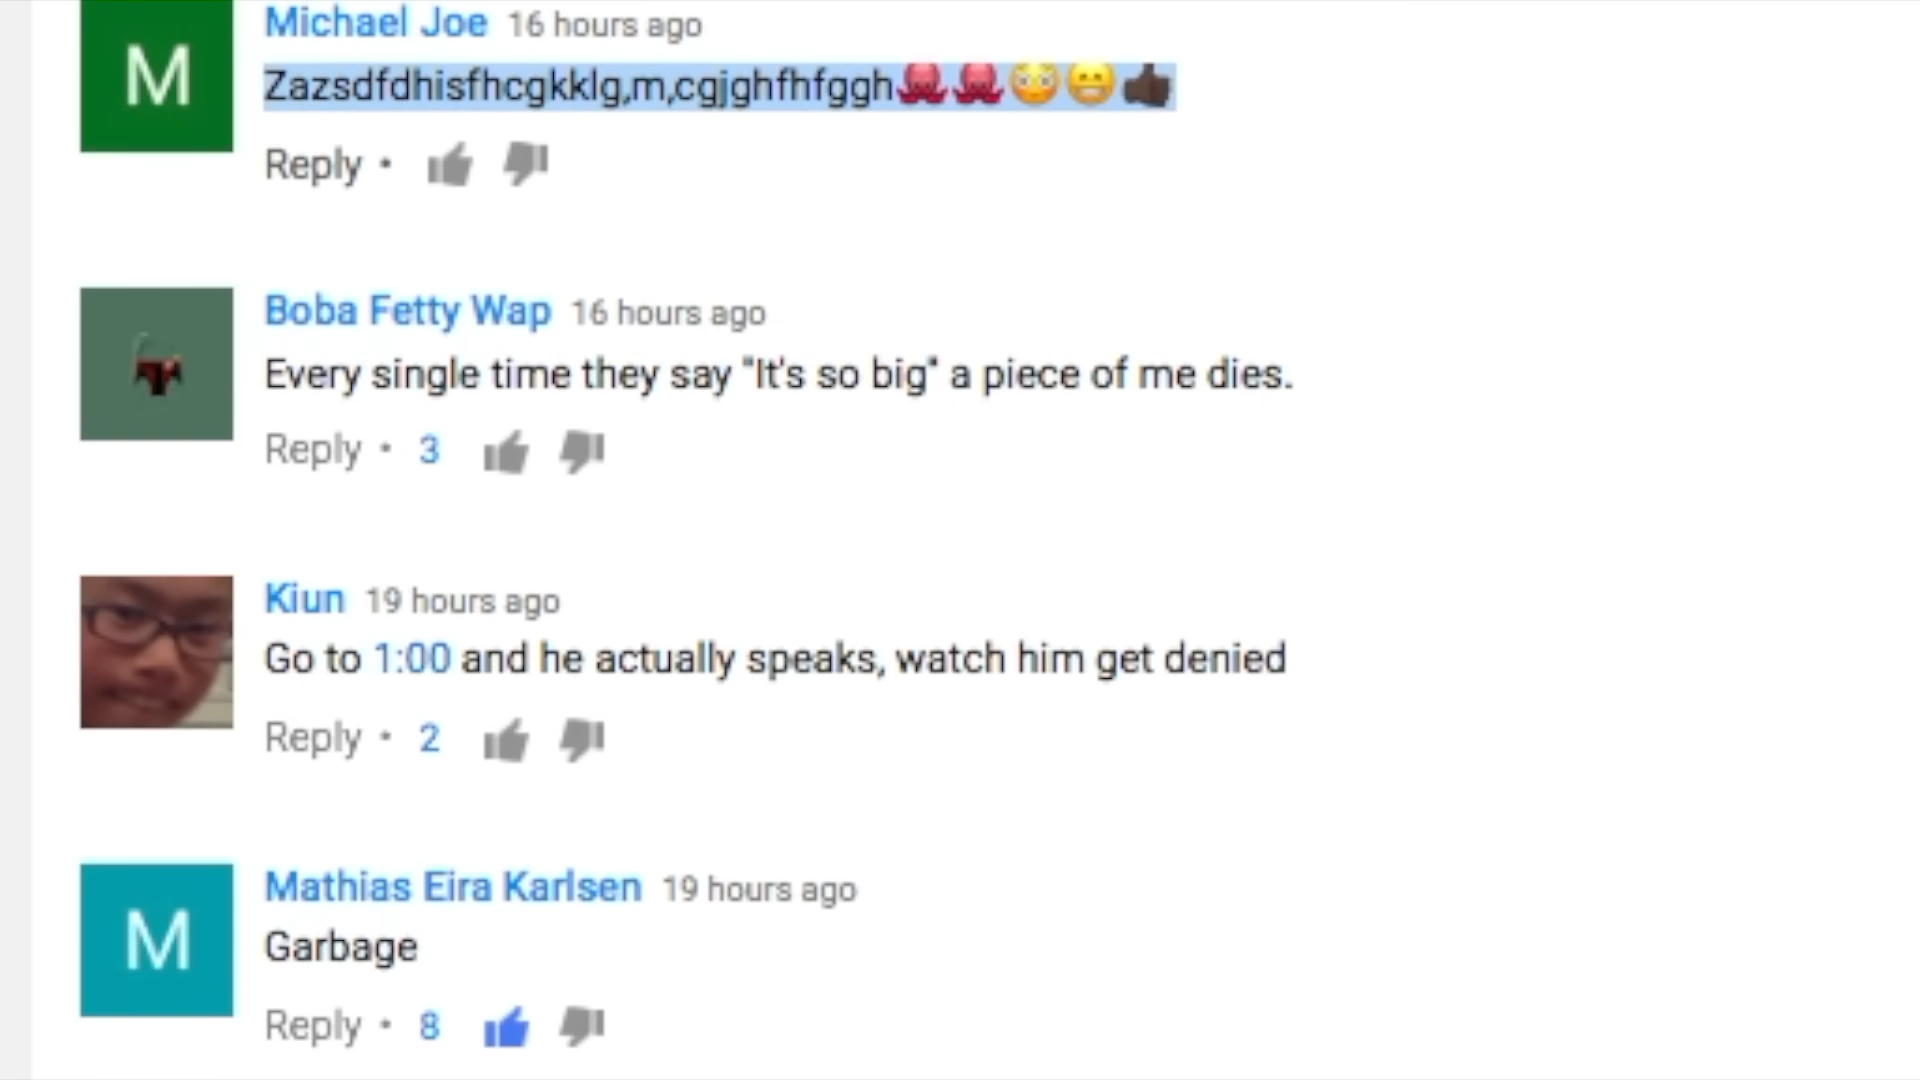 M
Michael Joe 16 hours ago
Zazsdfdhisfhcgkklg,m,cgjghfhfggh🐙🐙😳😬👍🏿
Reply •
Boba Fetty Wap 16 hours ago
Every single time they say "It's so big" a piece of me dies.
Reply • 3
Kiun 19 hours ago
Go to 1:00 and he actually speaks, watch him get denied
Reply • 2
M
Mathias Eira Karlsen 19 hours ago
Garbage
Reply • 8